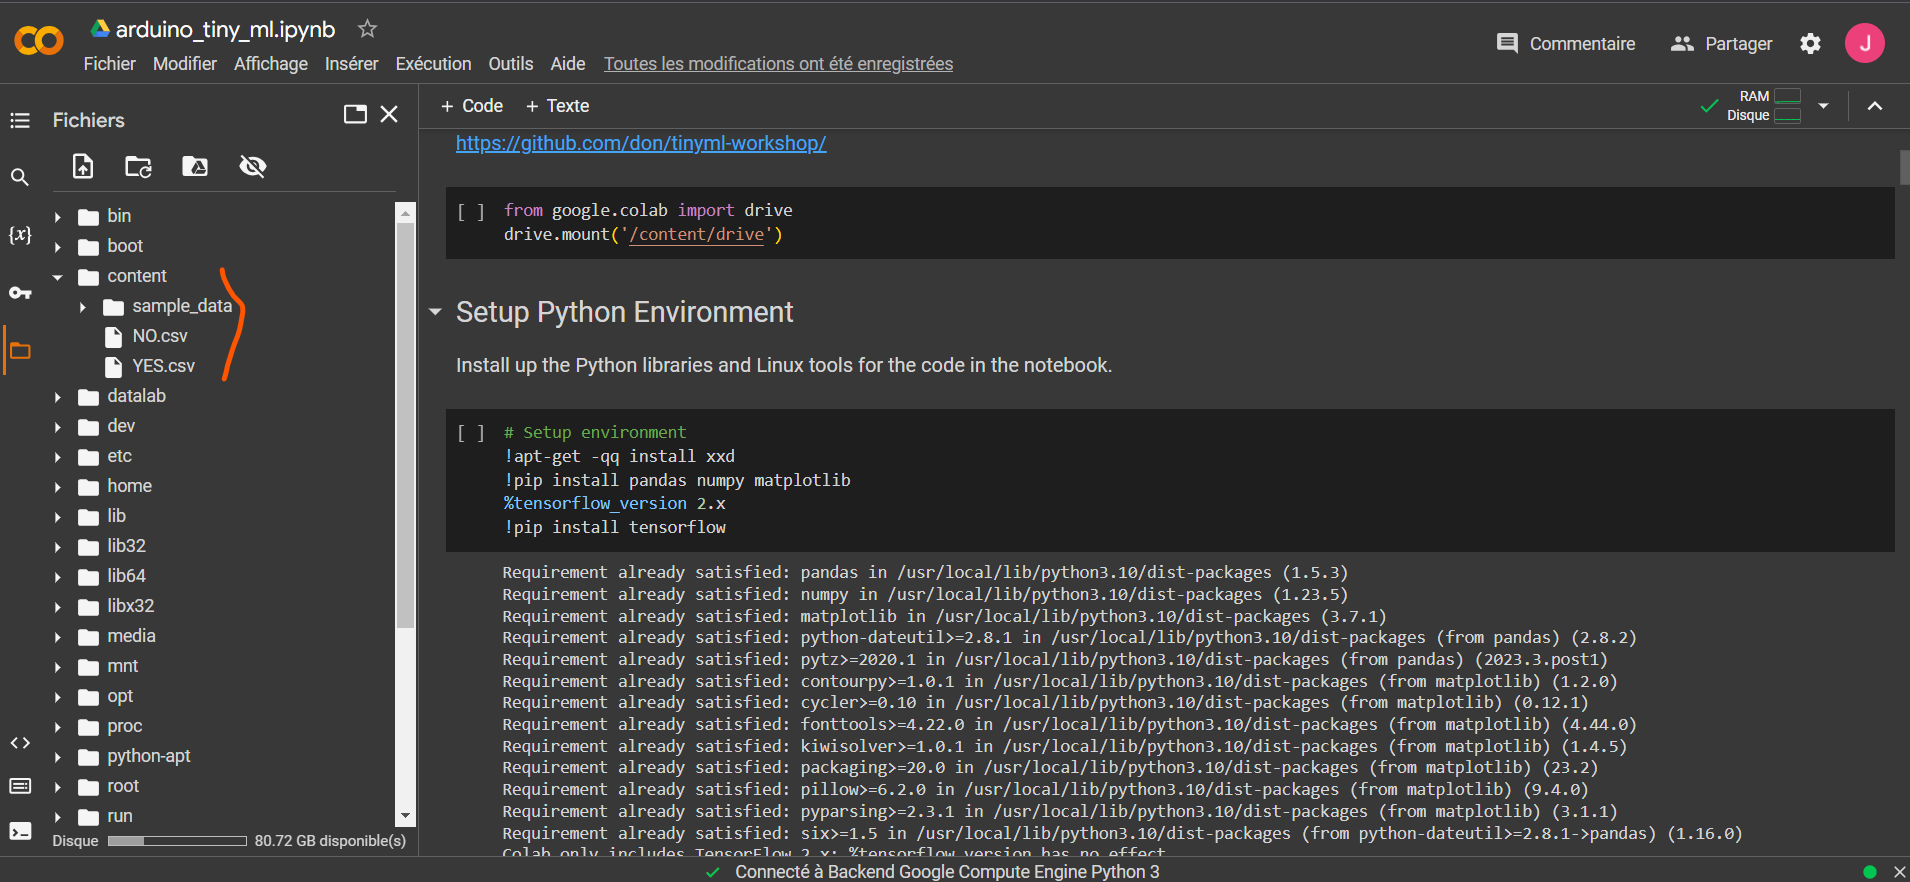 arduino_tiny_ml.ipynb
Fichier Modifier Affichage Insérer Exécution Outils Aide Toutes les modifications ont été enregistrées
Commentaire Partager J
Fichiers
+ Code + Texte
RAM
Disque
https://github.com/don/tinyml-workshop/
{x}
bin
boot
content
sample_data
NO.csv
YES.csv
datalab
dev
etc
home
lib
lib32
lib64
libx32
media
mnt
opt
proc
python-apt
root
run
Disque 80.72 GB disponible(s)
[ ] from google.colab import drive
drive.mount('/content/drive')
Setup Python Environment
Install up the Python libraries and Linux tools for the code in the notebook.
[ ] # Setup environment
!apt-get -qq install xxd
!pip install pandas numpy matplotlib
%tensorflow_version 2.x
!pip install tensorflow
Requirement already satisfied: pandas in /usr/local/lib/python3.10/dist-packages (1.5.3)
Requirement already satisfied: numpy in /usr/local/lib/python3.10/dist-packages (1.23.5)
Requirement already satisfied: matplotlib in /usr/local/lib/python3.10/dist-packages (3.7.1)
Requirement already satisfied: python-dateutil>=2.8.1 in /usr/local/lib/python3.10/dist-packages (from pandas) (2.8.2)
Requirement already satisfied: pytz>=2020.1 in /usr/local/lib/python3.10/dist-packages (from pandas) (2023.3.post1)
Requirement already satisfied: contourpy>=1.0.1 in /usr/local/lib/python3.10/dist-packages (from matplotlib) (1.2.0)
Requirement already satisfied: cycler>=0.10 in /usr/local/lib/python3.10/dist-packages (from matplotlib) (0.12.1)
Requirement already satisfied: fonttools>=4.22.0 in /usr/local/lib/python3.10/dist-packages (from matplotlib) (4.44.0)
Requirement already satisfied: kiwisolver>=1.0.1 in /usr/local/lib/python3.10/dist-packages (from matplotlib) (1.4.5)
Requirement already satisfied: packaging>=20.0 in /usr/local/lib/python3.10/dist-packages (from matplotlib) (23.2)
Requirement already satisfied: pillow>=6.2.0 in /usr/local/lib/python3.10/dist-packages (from matplotlib) (9.4.0)
Requirement already satisfied: pyparsing>=2.3.1 in /usr/local/lib/python3.10/dist-packages (from matplotlib) (3.1.1)
Requirement already satisfied: six>=1.5 in /usr/local/lib/python3.10/dist-packages (from python-dateutil>=2.8.1->pandas) (1.16.0)
Colab only includes TensorFlow 2.x; %tensorflow_version has no effect.
Connecté à Backend Google Compute Engine Python 3